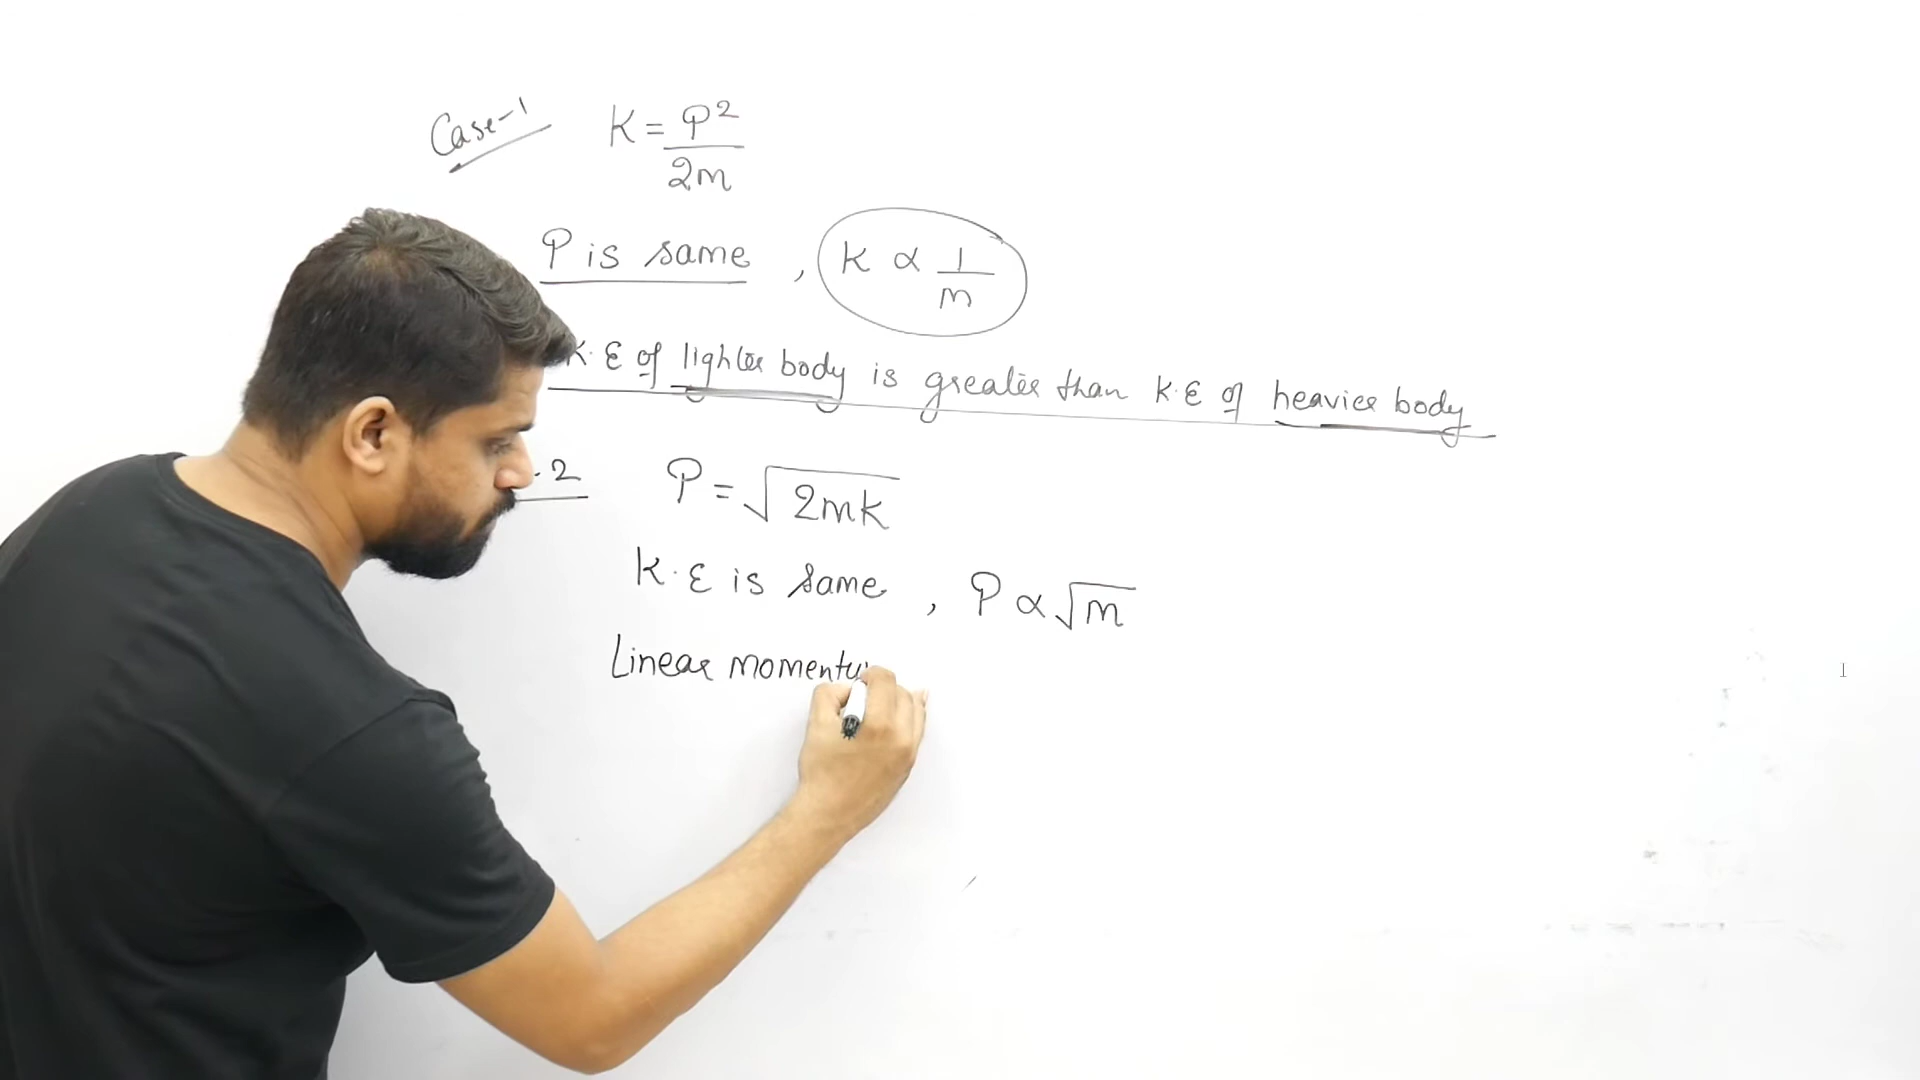 Case-1 K = P²/2m
P is same , K ∝ 1/m
K.E of lighter body is greater than K.E of heavier body
-2 P = √2mK
K.E is same , P ∝ √m
Linear momentu
1